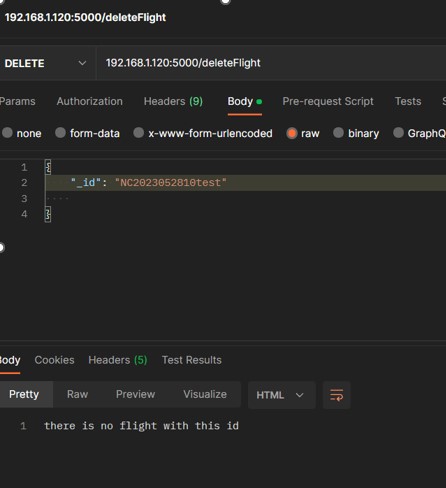 192.168.1.120:5000/deleteFlight
DELETE 192.168.1.120:5000/deleteFlight
Params Authorization Headers (9) Body Pre-request Script Tests S
none form-data x-www-form-urlencoded raw binary GraphQ
1 {
2 "_id": "NC2023052810test"
3 ....
4 }
Body Cookies Headers (5) Test Results
Pretty Raw Preview Visualize HTML
1 there is no flight with this id